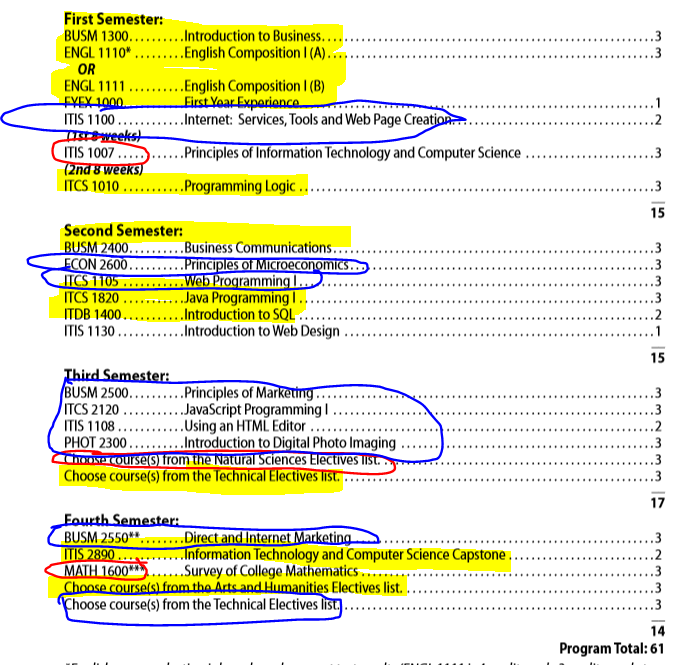 First Semester:
BUSM 1300..........Introduction to Business....3
ENGL 1110*..........English Composition I (A)....3
OR
ENGL 1111..........English Composition I (B)
FYEX 1000..........First Year Experience....1
ITIS 1100..........Internet: Services, Tools and Web Page Creation....2
(1st 8 weeks)
ITIS 1007..........Principles of Information Technology and Computer Science....3
(2nd 8 weeks)
ITCS 1010..........Programming Logic....3
15
Second Semester:
BUSM 2400..........Business Communications....3
ECON 2600..........Principles of Microeconomics....3
ITCS 1105..........Web Programming I....3
ITCS 1820..........Java Programming I....3
ITDB 1400..........Introduction to SQL....2
ITIS 1130..........Introduction to Web Design....1
15
Third Semester:
BUSM 2500..........Principles of Marketing....3
ITCS 2120..........JavaScript Programming I....3
ITIS 1108..........Using an HTML Editor....2
PHOT 2300..........Introduction to Digital Photo Imaging....3
Choose course(s) from the Natural Sciences Electives list....3
Choose course(s) from the Technical Electives list....3
17
Fourth Semester:
BUSM 2550**..........Direct and Internet Marketing....3
ITIS 2890..........Information Technology and Computer Science Capstone....2
MATH 1600***..........Survey of College Mathematics....3
Choose course(s) from the Arts and Humanities Electives list....3
Choose course(s) from the Technical Electives list....3
14
Program Total: 61